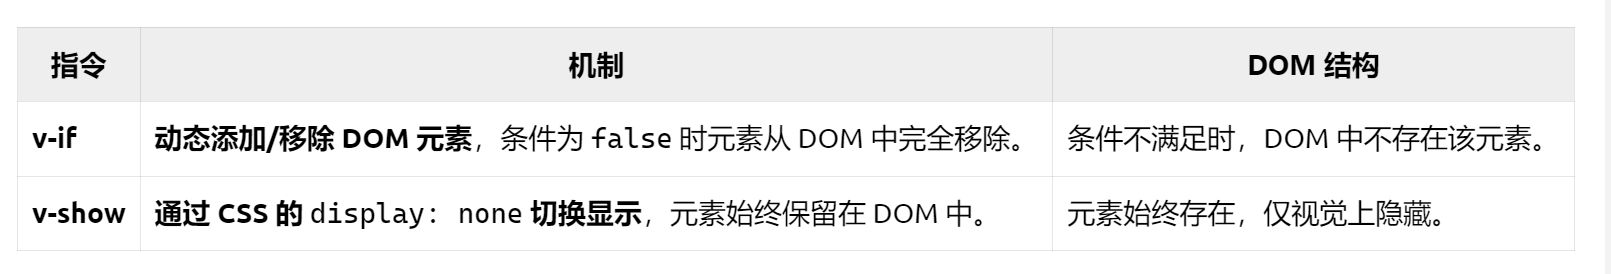 指令 机制 DOM 结构
v-if 动态添加/移除 DOM 元素，条件为 false 时元素从 DOM 中完全移除。 条件不满足时，DOM 中不存在该元素。
v-show 通过 CSS 的 display: none 切换显示，元素始终保留在 DOM 中。 元素始终存在，仅视觉上隐藏。